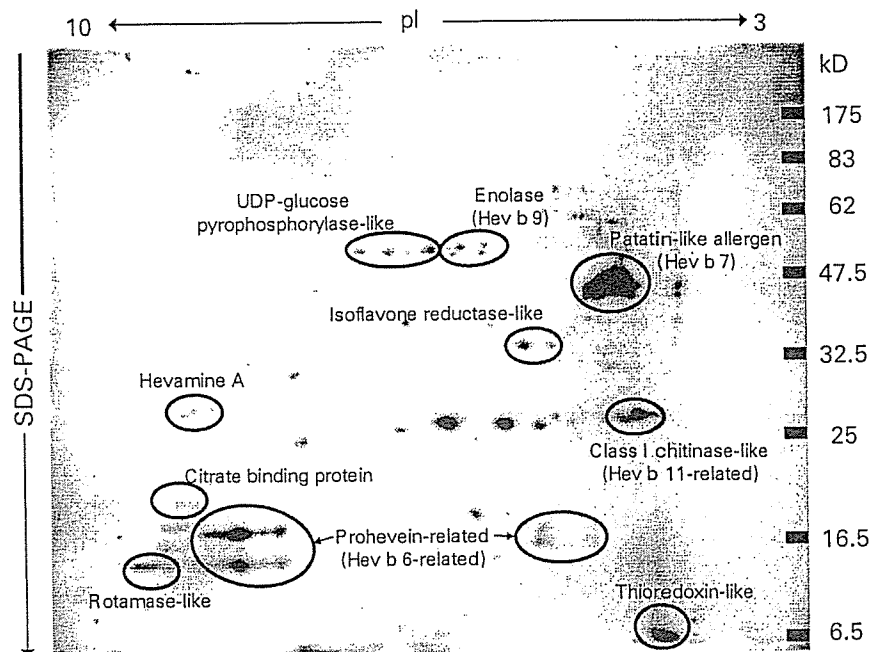 10
pI
3
kD
175
83
UDP-glucose
pyrophosphorylase-like
Enolase
(Hev b 9)
62
Patatin-like allergen
(Hev b 7)
47.5
Isoflavone reductase-like
32.5
SDS-PAGE
Hevamine A
25
Class I chitinase-like
(Hev b 11-related)
Citrate binding protein
Prohevein-related
(Hev b 6-related)
16.5
Rotamase-like
Thioredoxin-like
6.5